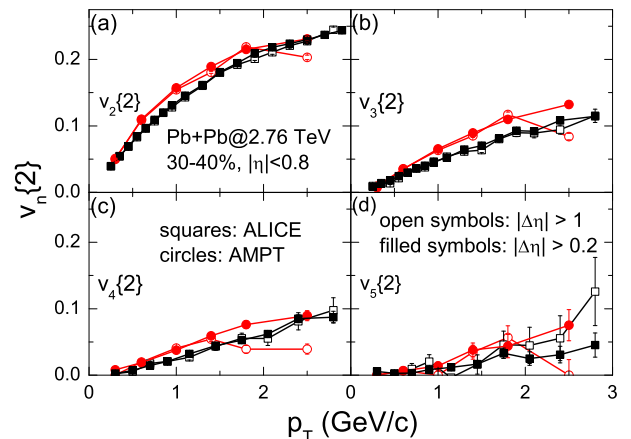 (a)
(b)
0.2
v₂{2}
v₃{2}
0.1
Pb+Pb@2.76 TeV
30-40%, |η|<0.8
0.0
vₙ{2}
(c)
(d)
squares: ALICE
circles: AMPT
open symbols: |Δη| > 1
filled symbols: |Δη| > 0.2
0.2
v₄{2}
v₅{2}
0.1
0.0
0 1 2 0 1 2 3
p_T (GeV/c)